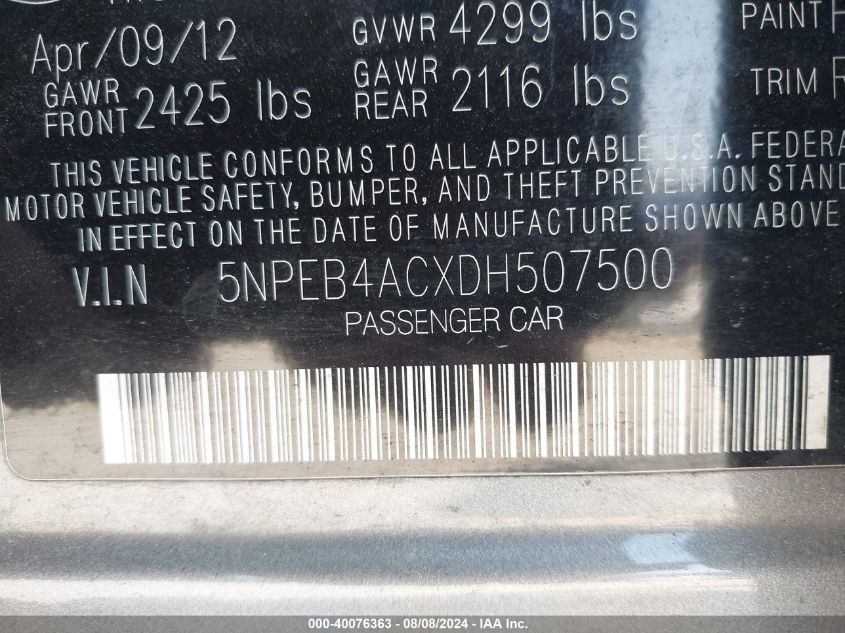 Apr/09/12 GVWR 4299 lbs PAINT
GAWR FRONT 2425 lbs GAWR REAR 2116 lbs TRIM
THIS VEHICLE CONFORMS TO ALL APPLICABLE U.S.A. FEDERA
MOTOR VEHICLE SAFETY, BUMPER, AND THEFT PREVENTION STAND
IN EFFECT ON THE DATE OF MANUFACTURE SHOWN ABOVE
V.I.N 5NPEB4ACXDH507500
PASSENGER CAR
000-40076363 - 08/08/2024 - IAA Inc.